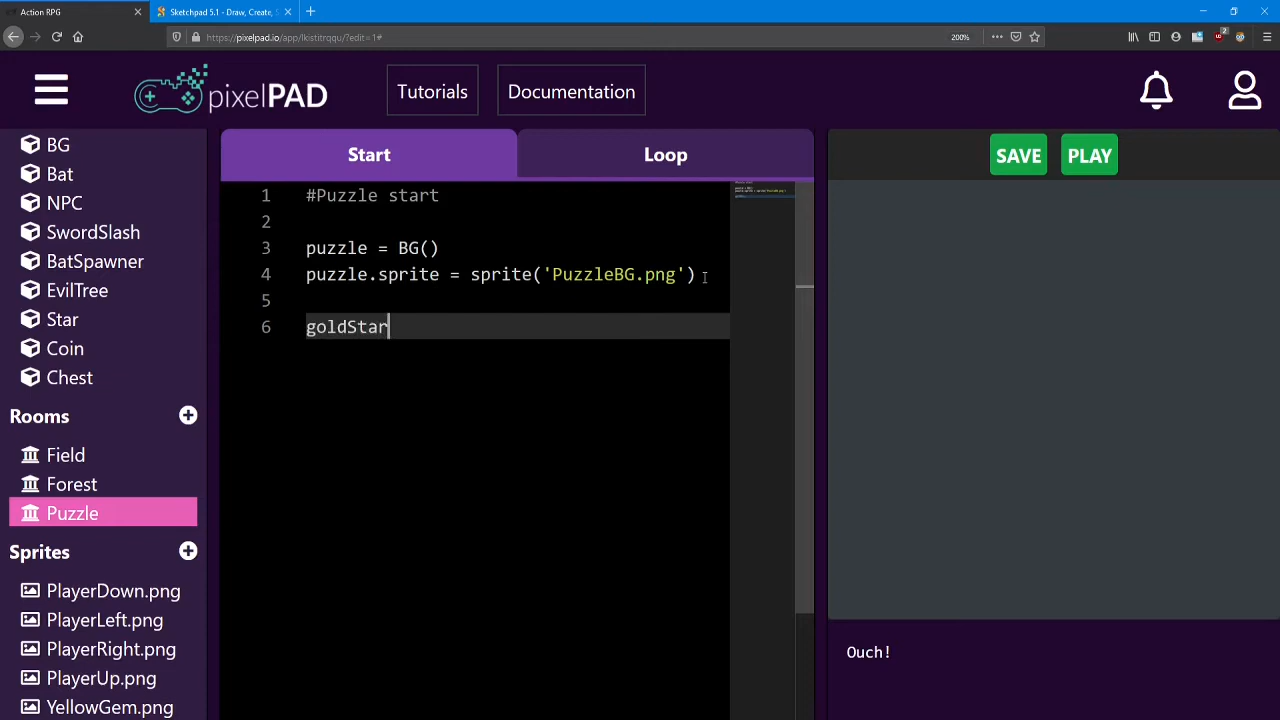 Action RPG
Sketchpad 5.1 - Draw, Create, S
https://pixelpad.io/app/lkistitrqqu/?edit=1#
200%
2
pixelPAD
Tutorials
Documentation
BG
Bat
NPC
SwordSlash
BatSpawner
EvilTree
Star
Coin
Chest
Rooms
Field
Forest
Puzzle
Sprites
PlayerDown.png
PlayerLeft.png
PlayerRight.png
PlayerUp.png
YellowGem.png
Start
Loop
1 #Puzzle start
2
3 puzzle = BG()
4 puzzle.sprite = sprite('PuzzleBG.png')
5
6 goldStar
SAVE
PLAY
Ouch!